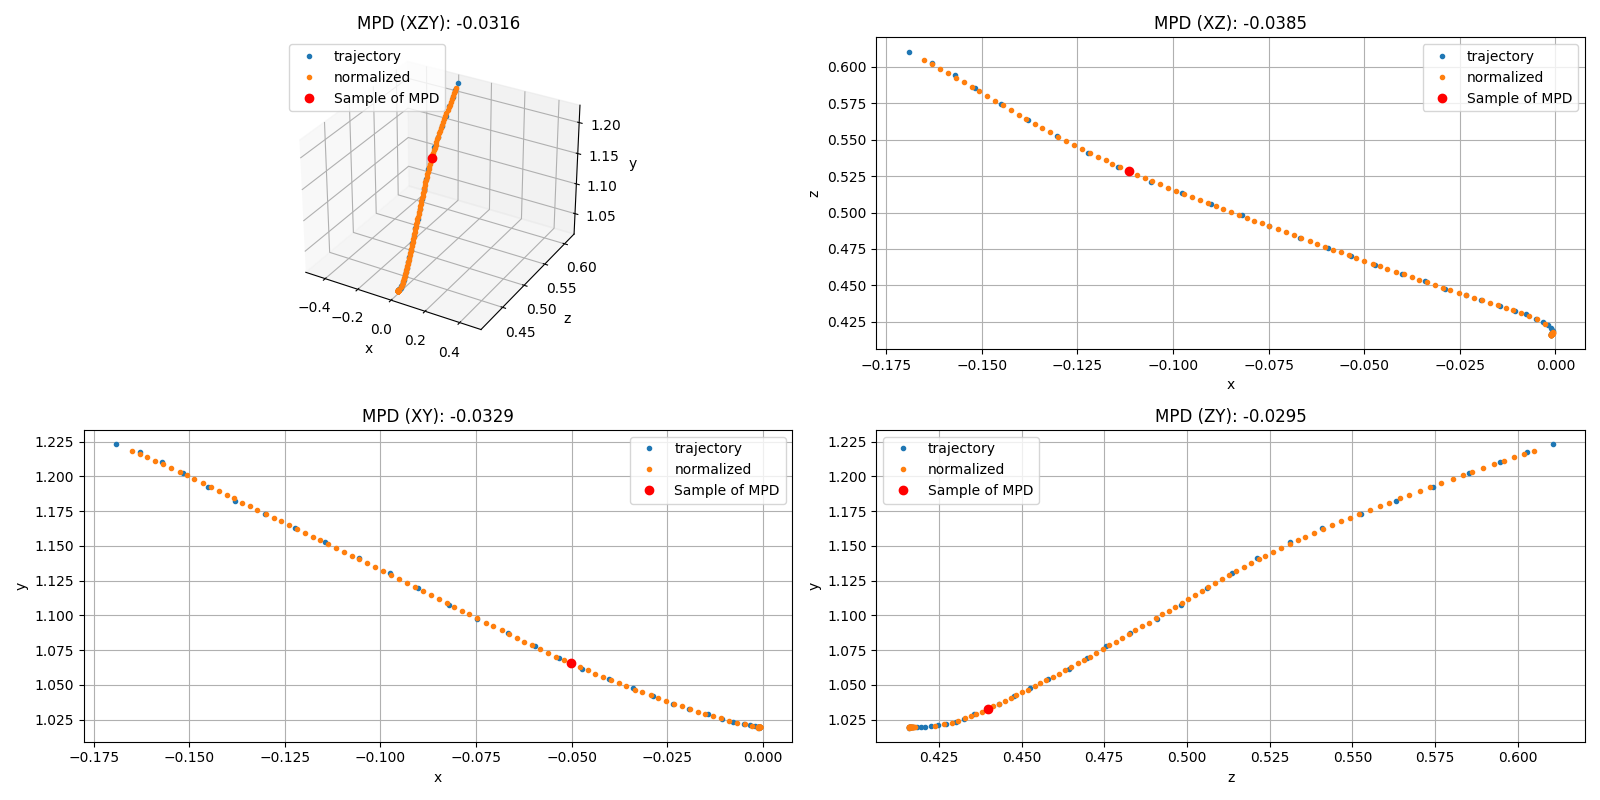 MPD (XZY): -0.0316
trajectory
normalized
Sample of MPD
1.20
1.15
1.10
1.05
y
0.60
0.55
0.50
0.45
z
−0.4
−0.2
0.0
0.2
0.4
x
MPD (XZ): -0.0385
trajectory
normalized
Sample of MPD
0.600
0.575
0.550
0.525
0.500
0.475
0.450
0.425
z
−0.175
−0.150
−0.125
−0.100
−0.075
−0.050
−0.025
0.000
x
MPD (XY): -0.0329
trajectory
normalized
Sample of MPD
1.225
1.200
1.175
1.150
1.125
1.100
1.075
1.050
1.025
y
−0.175
−0.150
−0.125
−0.100
−0.075
−0.050
−0.025
0.000
x
MPD (ZY): -0.0295
trajectory
normalized
Sample of MPD
1.225
1.200
1.175
1.150
1.125
1.100
1.075
1.050
1.025
y
0.425
0.450
0.475
0.500
0.525
0.550
0.575
0.600
z